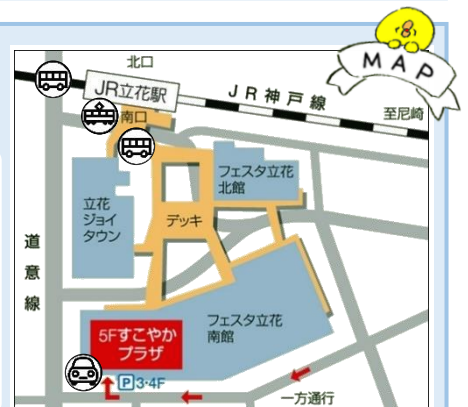 MAP
北口
JR立花駅
JR神戸線
至尼崎
南口
フェスタ立花
北館
立花
ジョイ
タウン
デッキ
道意線
フェスタ立花
南館
5Fすこやか
プラザ
P3･4F
一方通行